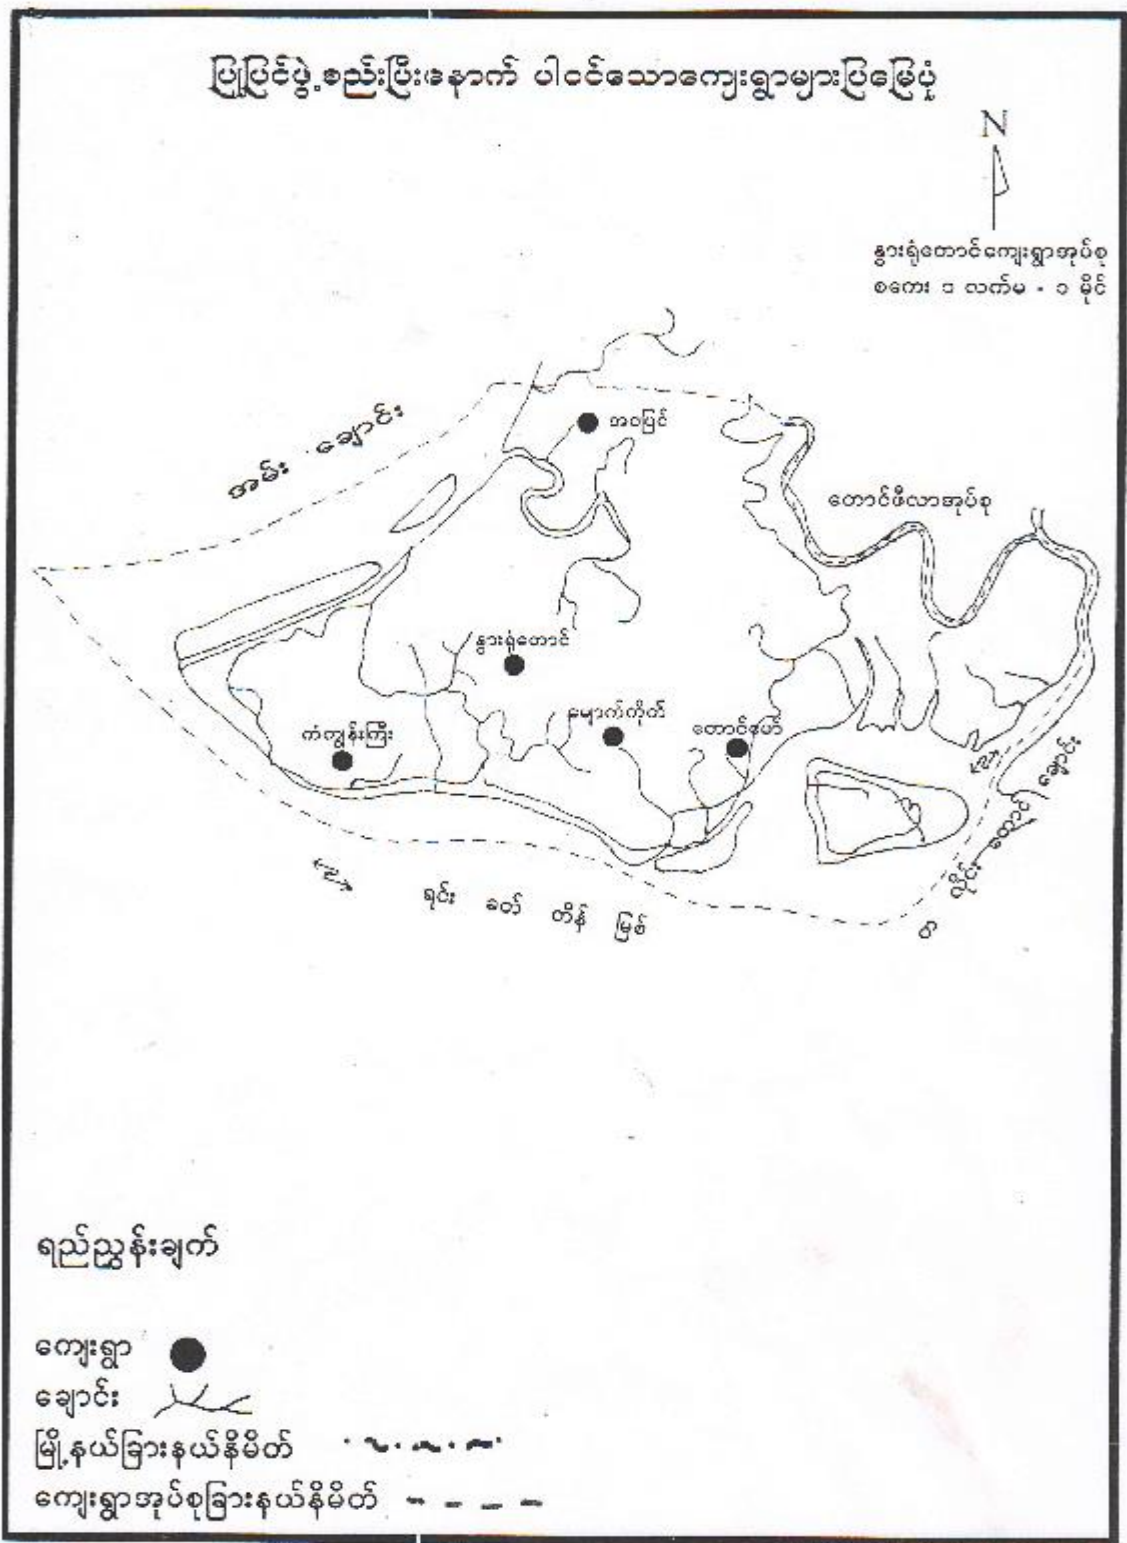 ပြုပြင်ဖွဲ့စည်းပြီးနောက် ပါဝင်သောကျေးရွာများပြမြေပုံ
N
နွားရုံတောင်ကျေးရွာအုပ်စု
စကေး ၁ လက်မ - ၁ မိုင်
အမ်း ချောင်း
အဝပြင်
တောင်ဖီလာအုပ်စု
နွားရုံတောင်
မျောက်ကိုက်
တောင်ပေါ်
ကံကျွန်းကြီး
ရင်း ခတ် တိန် မြစ်
တောင် ချောင်း
ရည်ညွှန်းချက်
ကျေးရွာ
ချောင်း
မြို့နယ်ခြားနယ်နိမိတ်
ကျေးရွာအုပ်စုခြားနယ်နိမိတ်